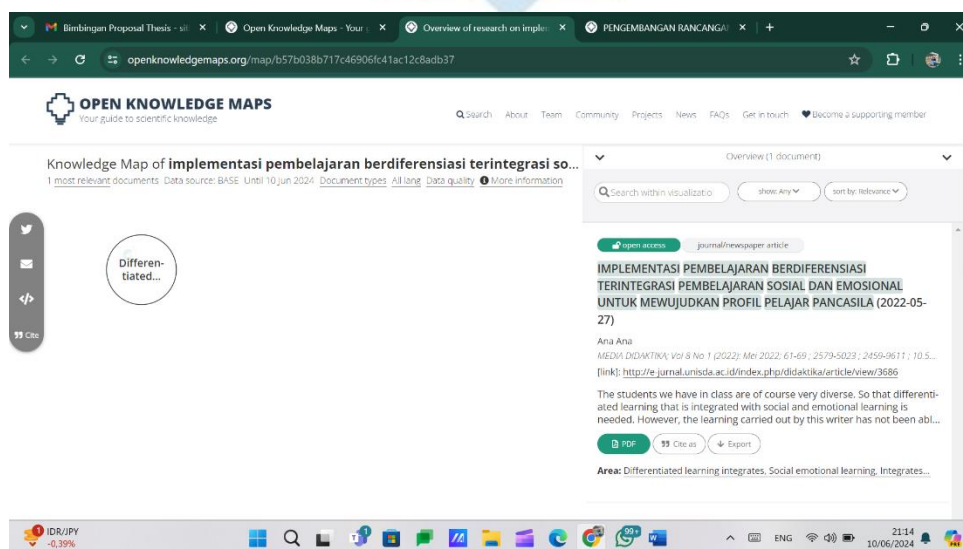 Bimbingan Proposal Thesis - sit
Open Knowledge Maps - Your g
Overview of research on implem
PENGEMBANGAN RANCANGA
openknowledgemaps.org/map/b57b038b717c46906fc41ac12c8adb37
OPEN KNOWLEDGE MAPS
Your guide to scientific knowledge
Search About Team Community Projects News FAQs Get in touch Become a supporting member
Knowledge Map of implementasi pembelajaran berdiferensiasi terintegrasi so...
1 most relevant documents Data source: BASE Until 10 Jun 2024 Document types All lang Data quality More information
Differen-
tiated...
Cite
Overview (1 document)
Search within visualizatio
show: Any
sort by: Relevance
open access
journal/newspaper article
IMPLEMENTASI PEMBELAJARAN BERDIFERENSIASI
TERINTEGRASI PEMBELAJARAN SOSIAL DAN EMOSIONAL
UNTUK MEWUJUDKAN PROFIL PELAJAR PANCASILA (2022-05-
27)
Ana Ana
MEDIA DIDAKTIKA; Vol 8 No 1 (2022): Mei 2022; 61-69 ; 2579-5023 ; 2459-9611 ; 10.5...
[link]: http://e-jurnal.unisda.ac.id/index.php/didaktika/article/view/3686
The students we have in class are of course very diverse. So that differenti-
ated learning that is integrated with social and emotional learning is
needed. However, the learning carried out by this writer has not been abl...
PDF
Cite as
Export
Area: Differentiated learning integrates, Social emotional learning, Integrates...
1
IDR/JPY
-0,39%
99+
ENG
21:14
10/06/2024